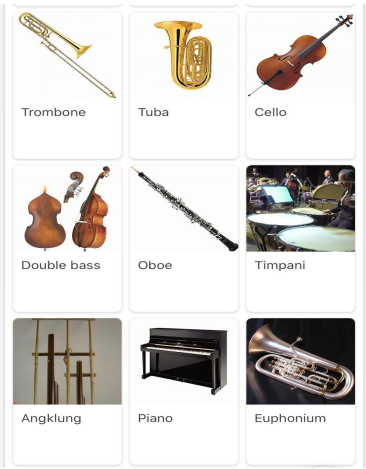 Trombone
Tuba
Cello
Double bass
Oboe
Timpani
Angklung
Piano
Euphonium